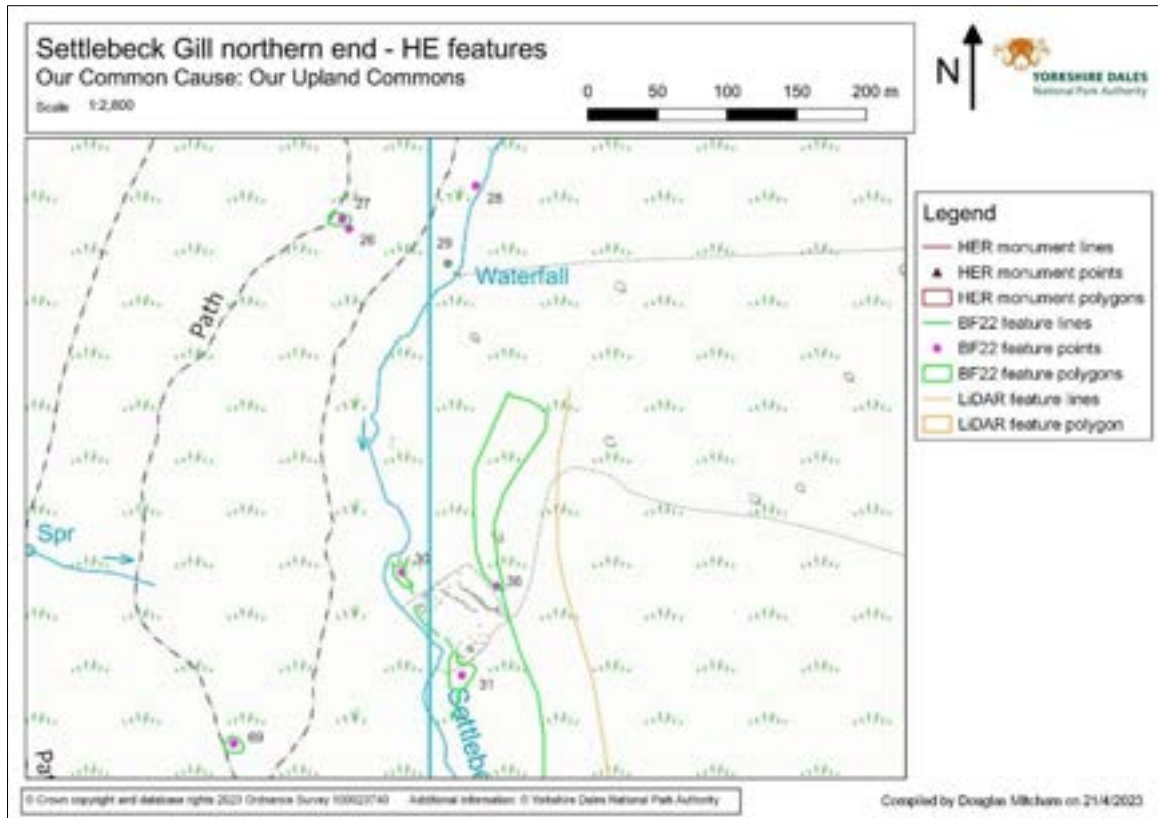 Settlebeck Gill northern end - HE features
Our Common Cause: Our Upland Commons
Scale 1:2,800
0 50 100 150 200 m
N
YORKSHIRE DALES
National Park Authority
27
26
28
29
Waterfall
Path
Spr
30
36
31
Settlebe
69
Pat
Legend
HER monument lines
HER monument points
HER monument polygons
BF22 feature lines
BF22 feature points
BF22 feature polygons
LiDAR feature lines
LiDAR feature polygon
© Crown copyright and database rights 2023 Ordnance Survey 100023740 Additional information: © Yorkshire Dales National Park Authority
Compiled by Douglas Mitcham on 21/4/2023